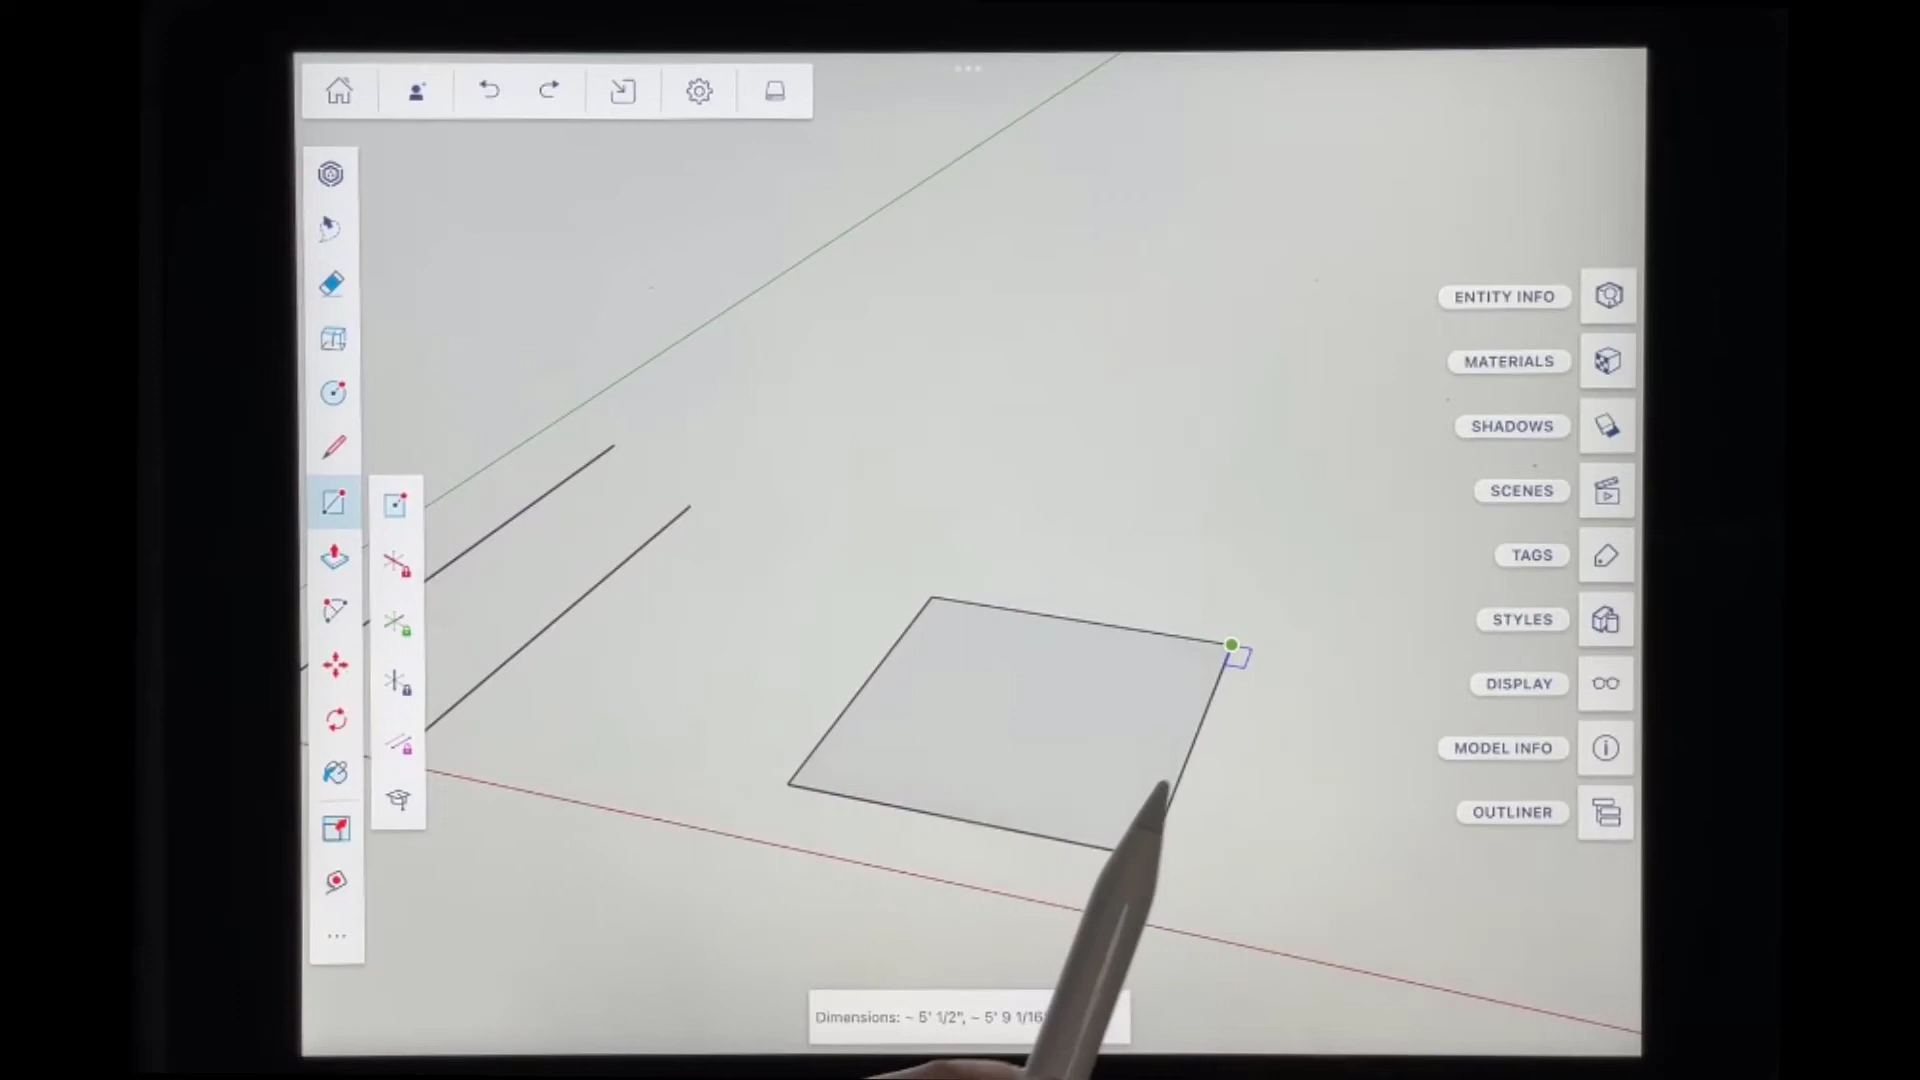 ENTITY INFO
MATERIALS
SHADOWS
SCENES
TAGS
STYLES
DISPLAY
MODEL INFO
OUTLINER
Dimensions: ~ 5' 1/2", ~ 5' 9 1/16